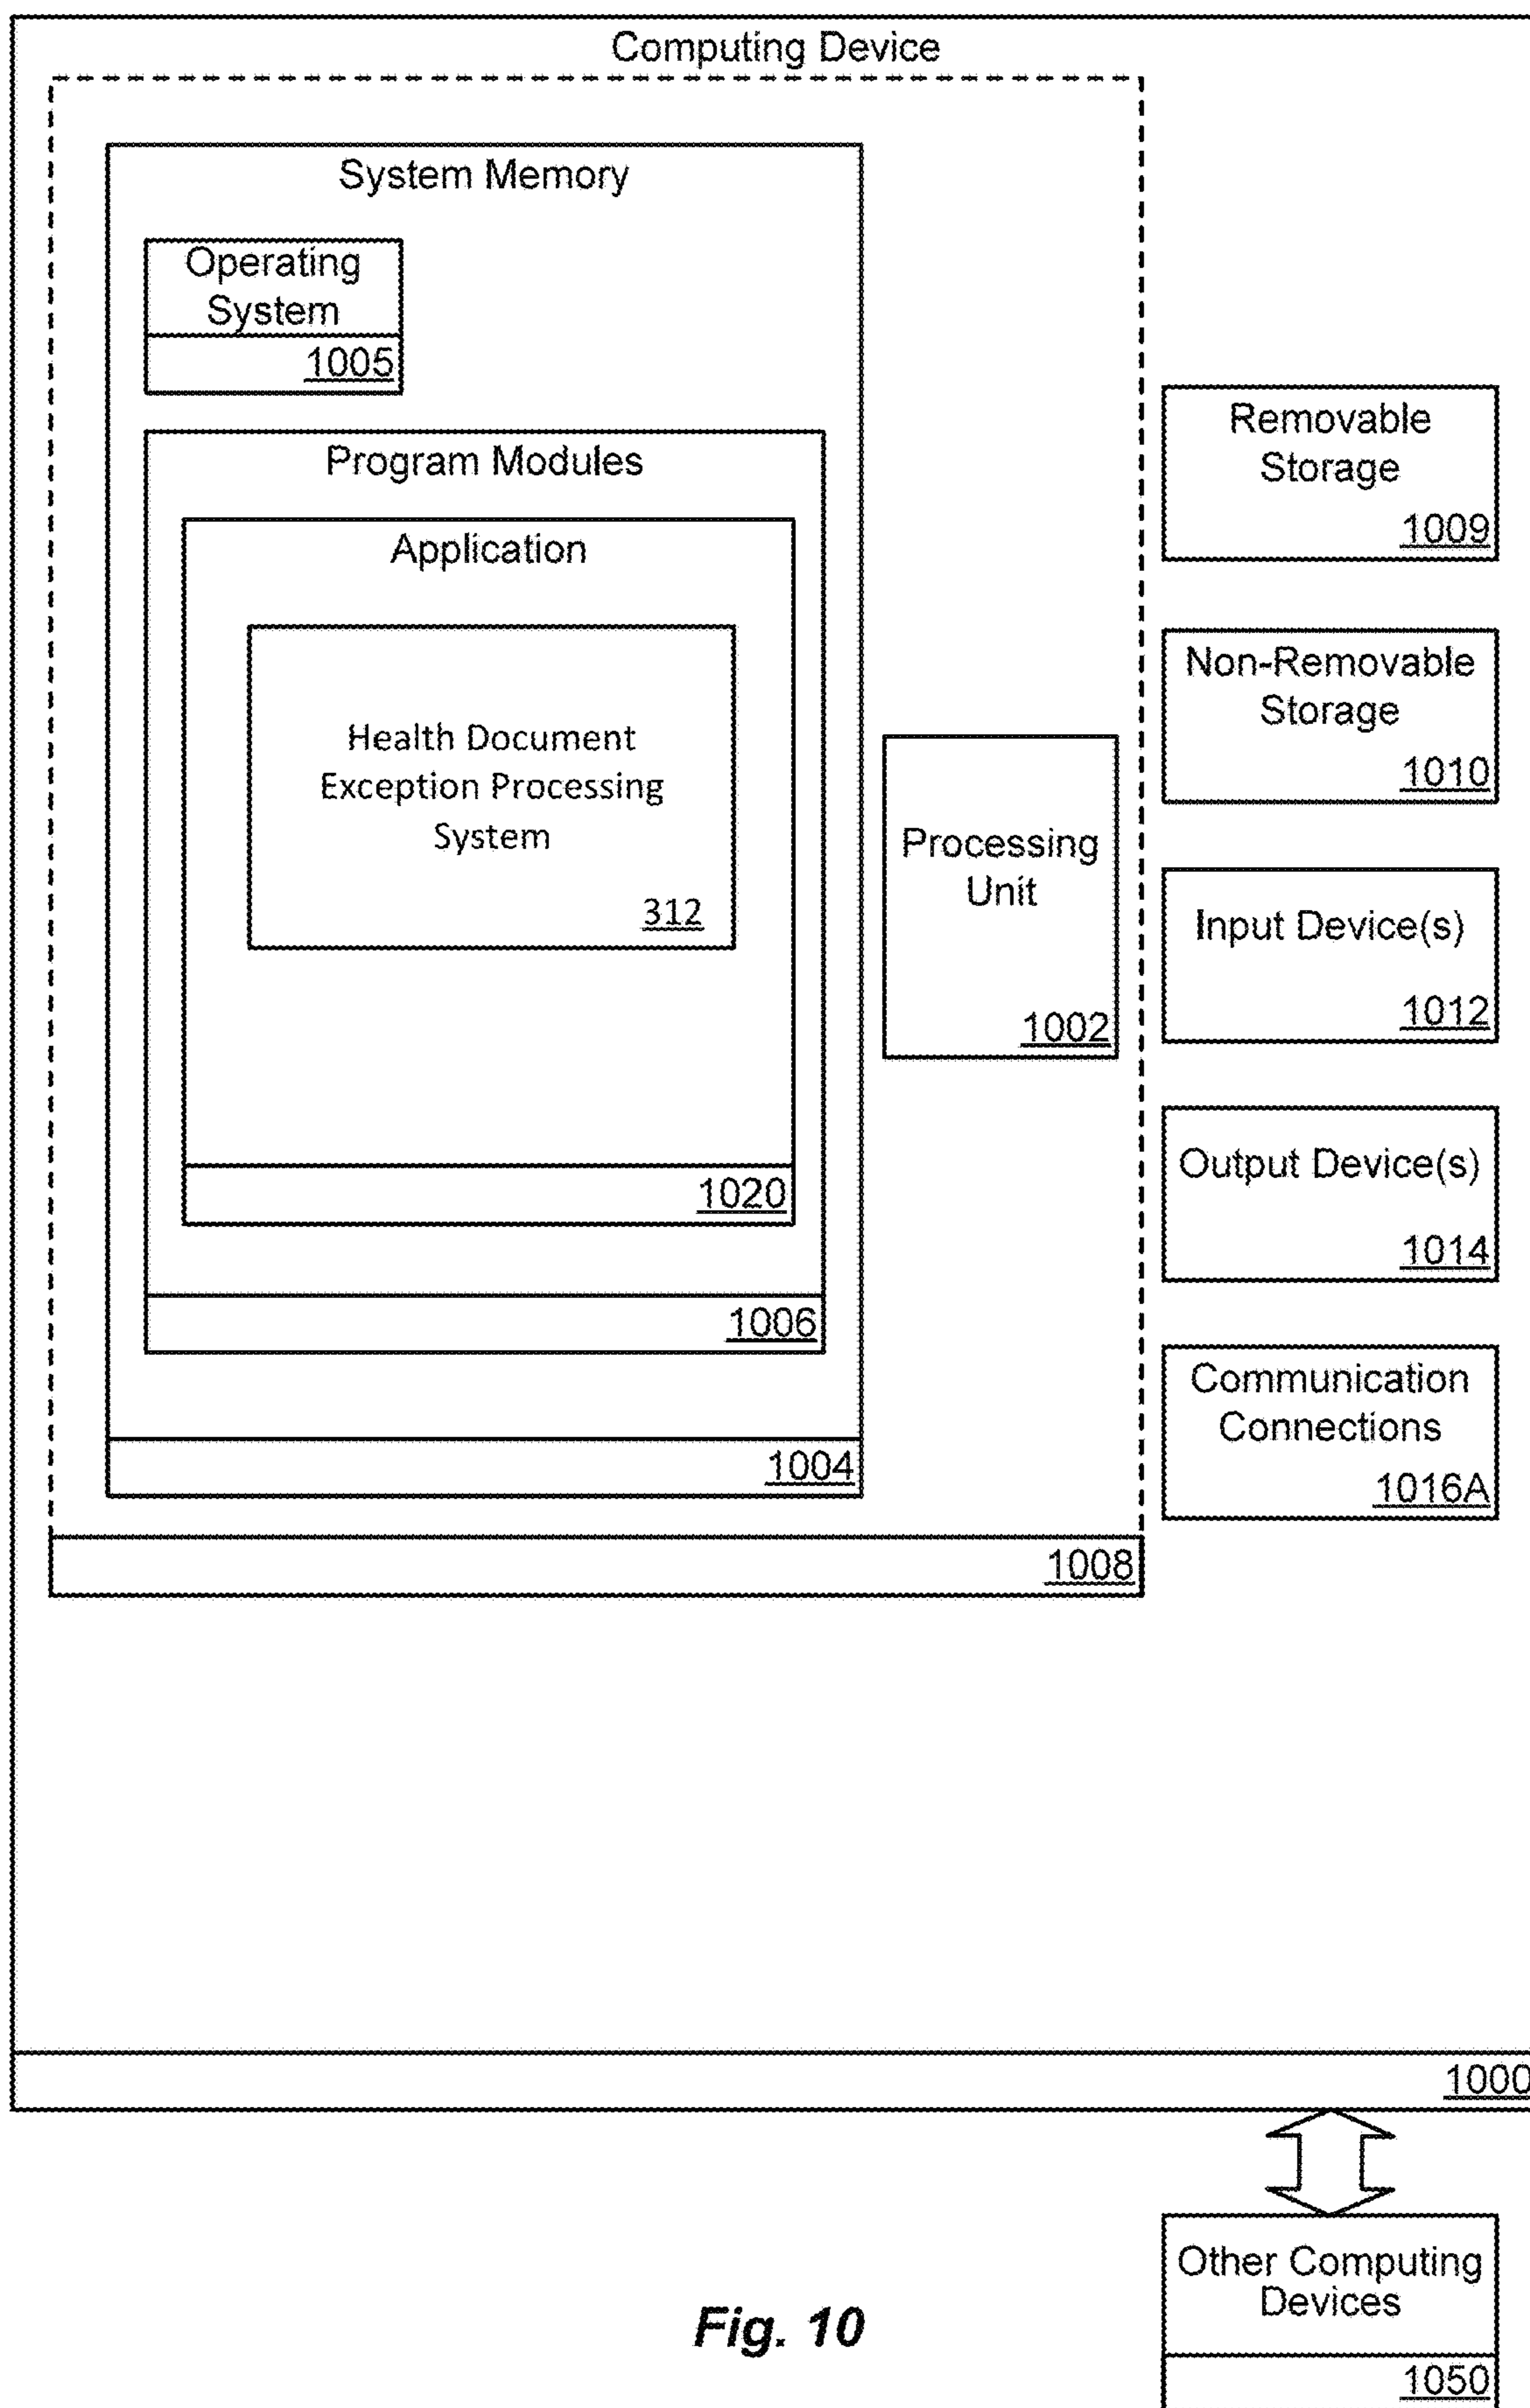 Computing Device
System Memory
Operating
System
1005
Program Modules
Application
Health Document
Exception Processing
System
312
1020
1006
1004
Processing
Unit
1002
1008
Removable
Storage
1009
Non-Removable
Storage
1010
Input Device(s)
1012
Output Device(s)
1014
Communication
Connections
1016A
1000
Other Computing
Devices
1050
Fig. 10